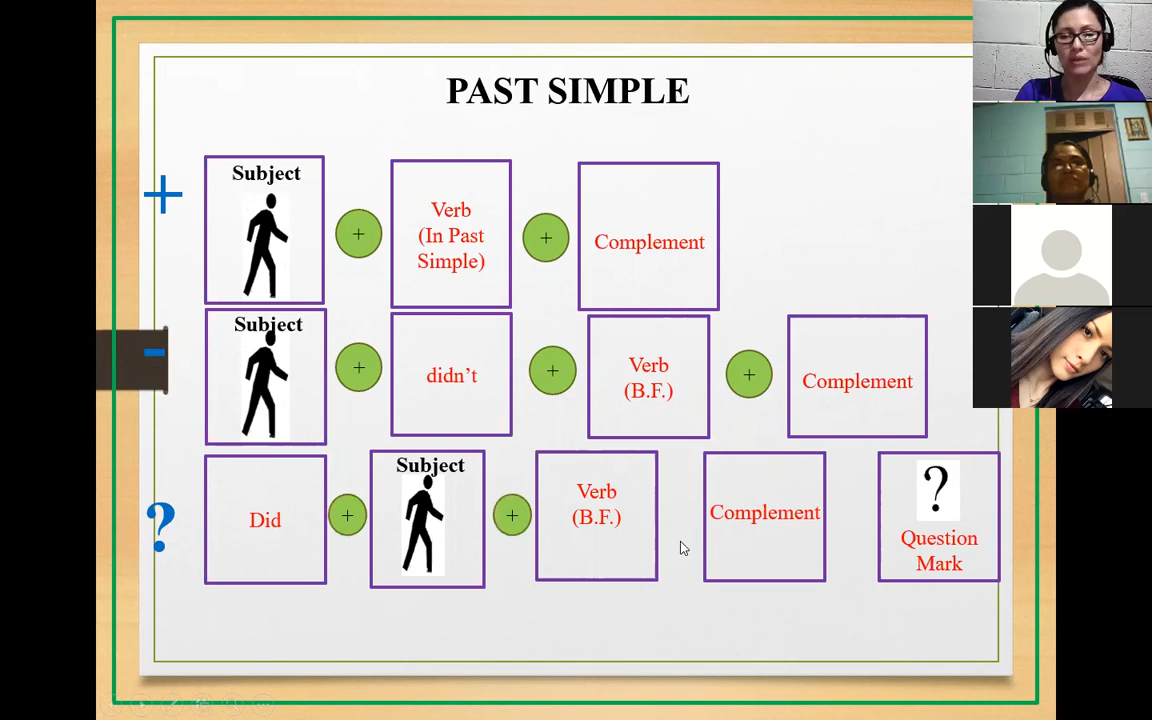 PAST SIMPLE
+
Subject
+
Verb
(In Past
Simple)
+
Complement
-
Subject
+
didn't
+
Verb
(B.F.)
+
Complement
?
Did
+
Subject
+
Verb
(B.F.)
Complement
?
Question
Mark